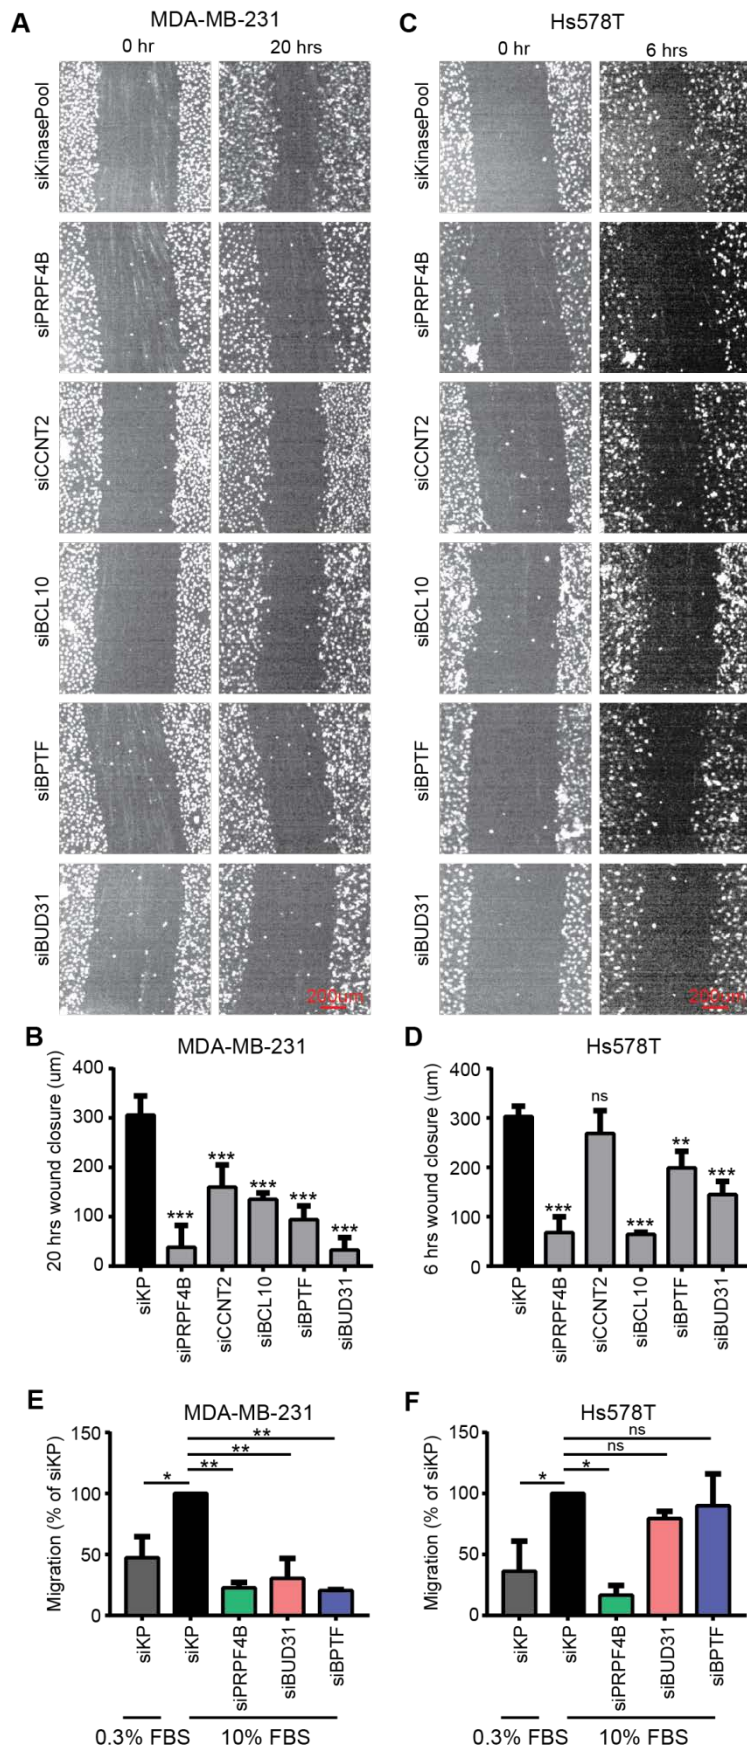 A
MDA-MB-231
0 hr
20 hrs
siKinasePool
siPRPF4B
siCCNT2
siBCL10
siBPTF
siBUD31
200um
C
Hs578T
0 hr
6 hrs
siKinasePool
siPRPF4B
siCCNT2
siBCL10
siBPTF
siBUD31
200um
B
MDA-MB-231
20 hrs wound closure (um)
400
300
200
100
0
***
***
***
***
***
siKP
siPRPF4B
siCCNT2
siBCL10
siBPTF
siBUD31
D
Hs578T
6 hrs wound closure (um)
400
300
200
100
0
***
ns
***
**
***
siKP
siPRPF4B
siCCNT2
siBCL10
siBPTF
siBUD31
E
MDA-MB-231
Migration (% of siKP)
150
100
50
0
**
**
**
*
siKP
siKP
siPRPF4B
siBUD31
siBPTF
0.3% FBS
10% FBS
F
Hs578T
Migration (% of siKP)
150
100
50
0
ns
ns
*
*
siKP
siKP
siPRPF4B
siBUD31
siBPTF
0.3% FBS
10% FBS